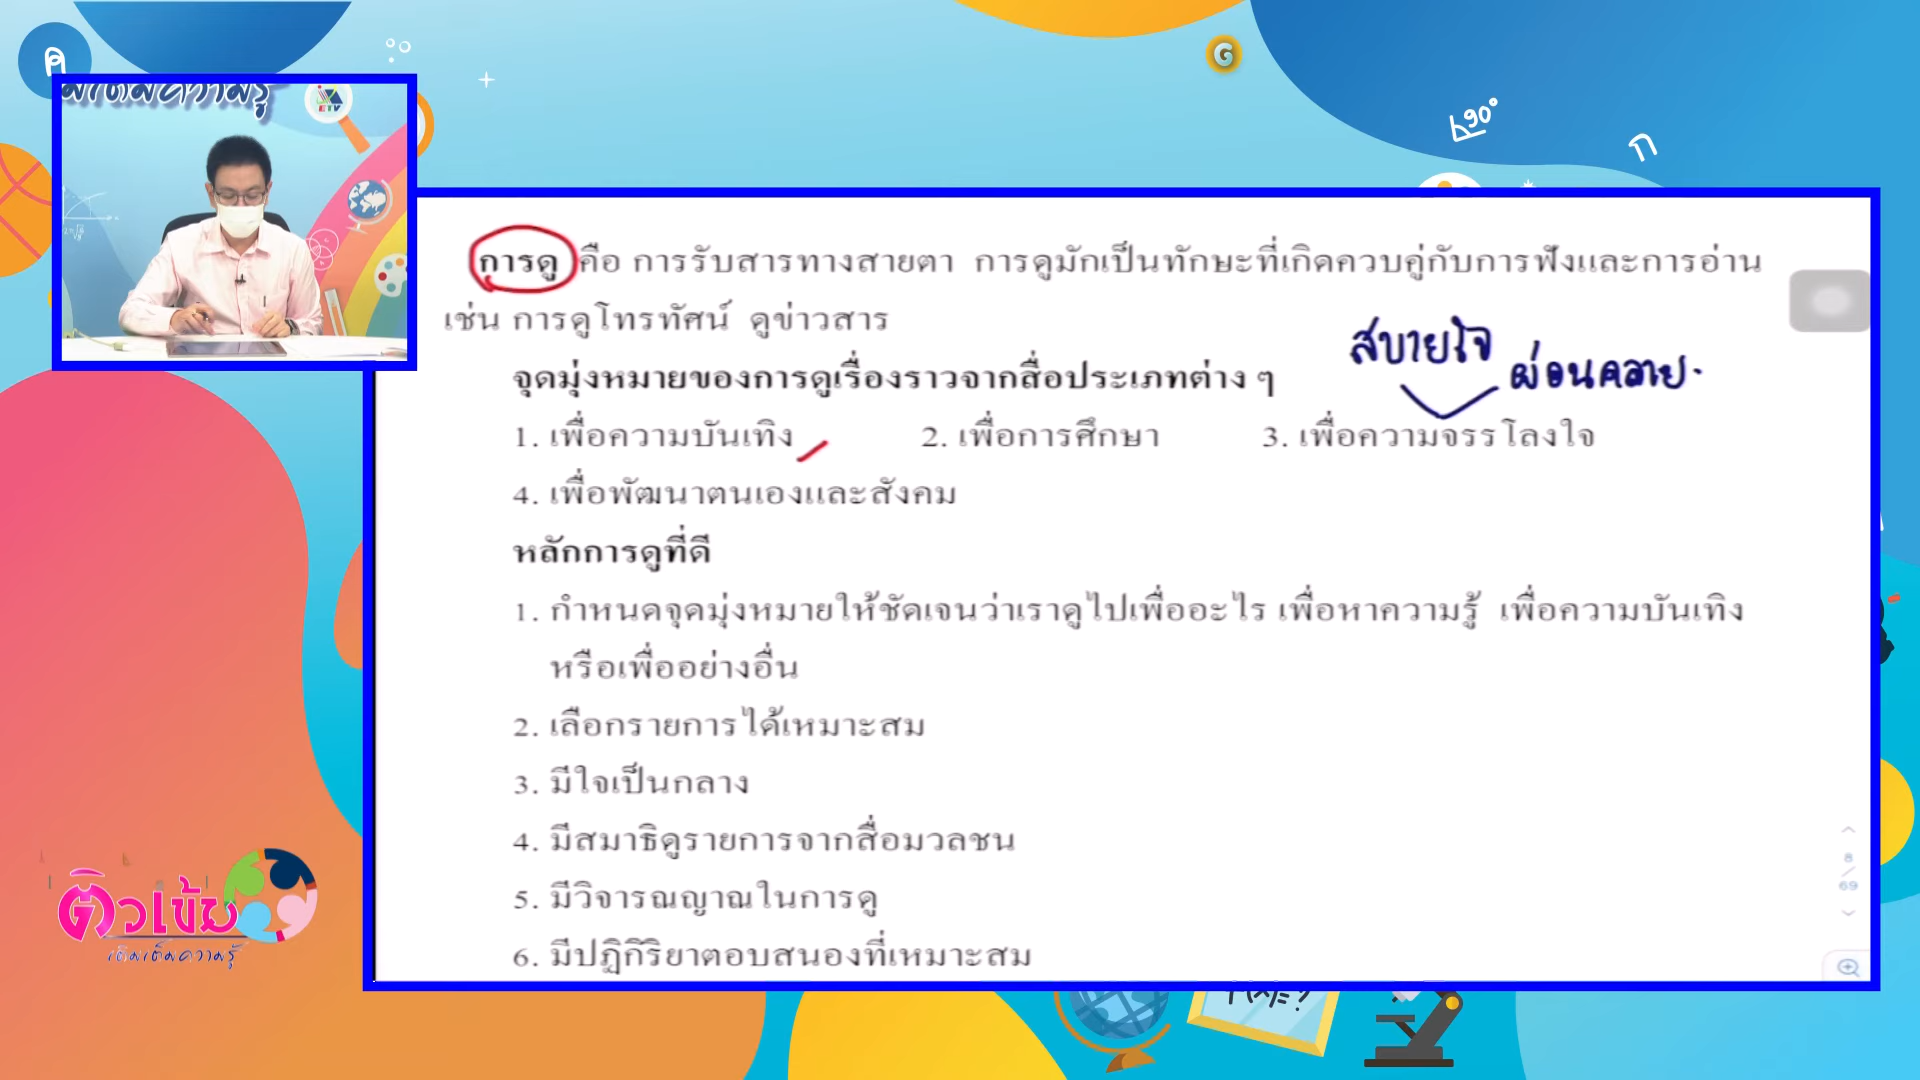 ค
มเต็มความรู้
ETV
90°
ก
การดู คือ การรับสารทางสายตา การดูมักเป็นทักษะที่เกิดควบคู่กับการฟังและการอ่าน
เช่น การดูโทรทัศน์ ดูข่าวสาร
สบายใจ
ผ่อนคลาย
จุดมุ่งหมายของการดูเรื่องราวจากสื่อประเภทต่าง ๆ
1. เพื่อความบันเทิง 2. เพื่อการศึกษา 3. เพื่อความจรรโลงใจ
4. เพื่อพัฒนาตนเองและสังคม
หลักการดูที่ดี
1. กำหนดจุดมุ่งหมายให้ชัดเจนว่าเราดูไปเพื่ออะไร เพื่อหาความรู้ เพื่อความบันเทิง
หรือเพื่ออย่างอื่น
2. เลือกรายการได้เหมาะสม
3. มีใจเป็นกลาง
4. มีสมาธิดูรายการจากสื่อมวลชน
5. มีวิจารณญาณในการดู
6. มีปฏิกิริยาตอบสนองที่เหมาะสม
8
/
69
ติวเข้ม
เติมเต็มความรู้